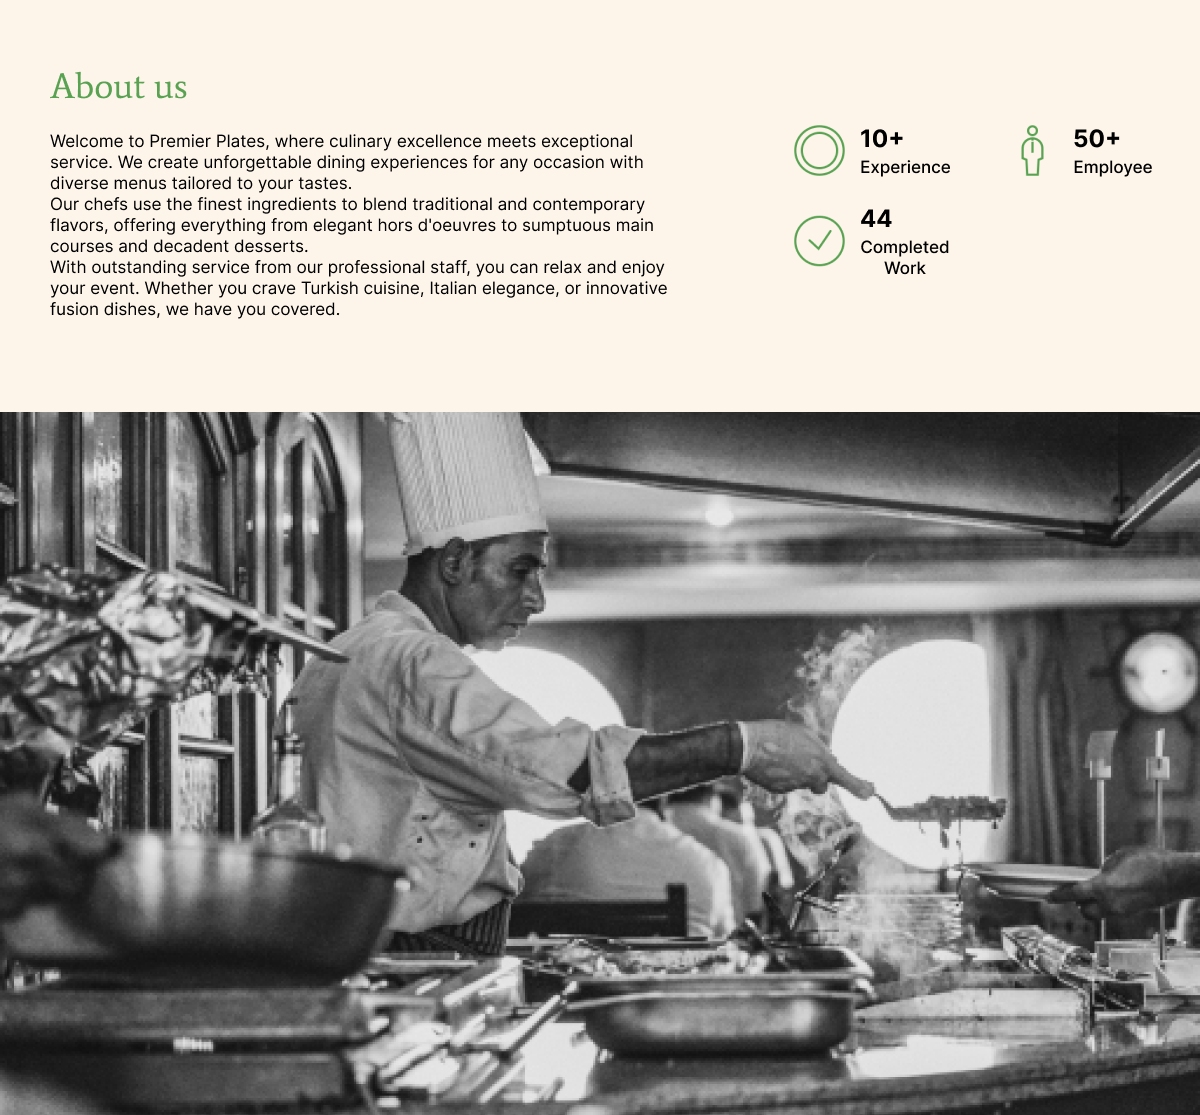 About us
Welcome to Premier Plates, where culinary excellence meets exceptional
service. We create unforgettable dining experiences for any occasion with
diverse menus tailored to your tastes.
Our chefs use the finest ingredients to blend traditional and contemporary
flavors, offering everything from elegant hors d'oeuvres to sumptuous main
courses and decadent desserts.
With outstanding service from our professional staff, you can relax and enjoy
your event. Whether you crave Turkish cuisine, Italian elegance, or innovative
fusion dishes, we have you covered.
10+
Experience
50+
Employee
44
Completed
Work